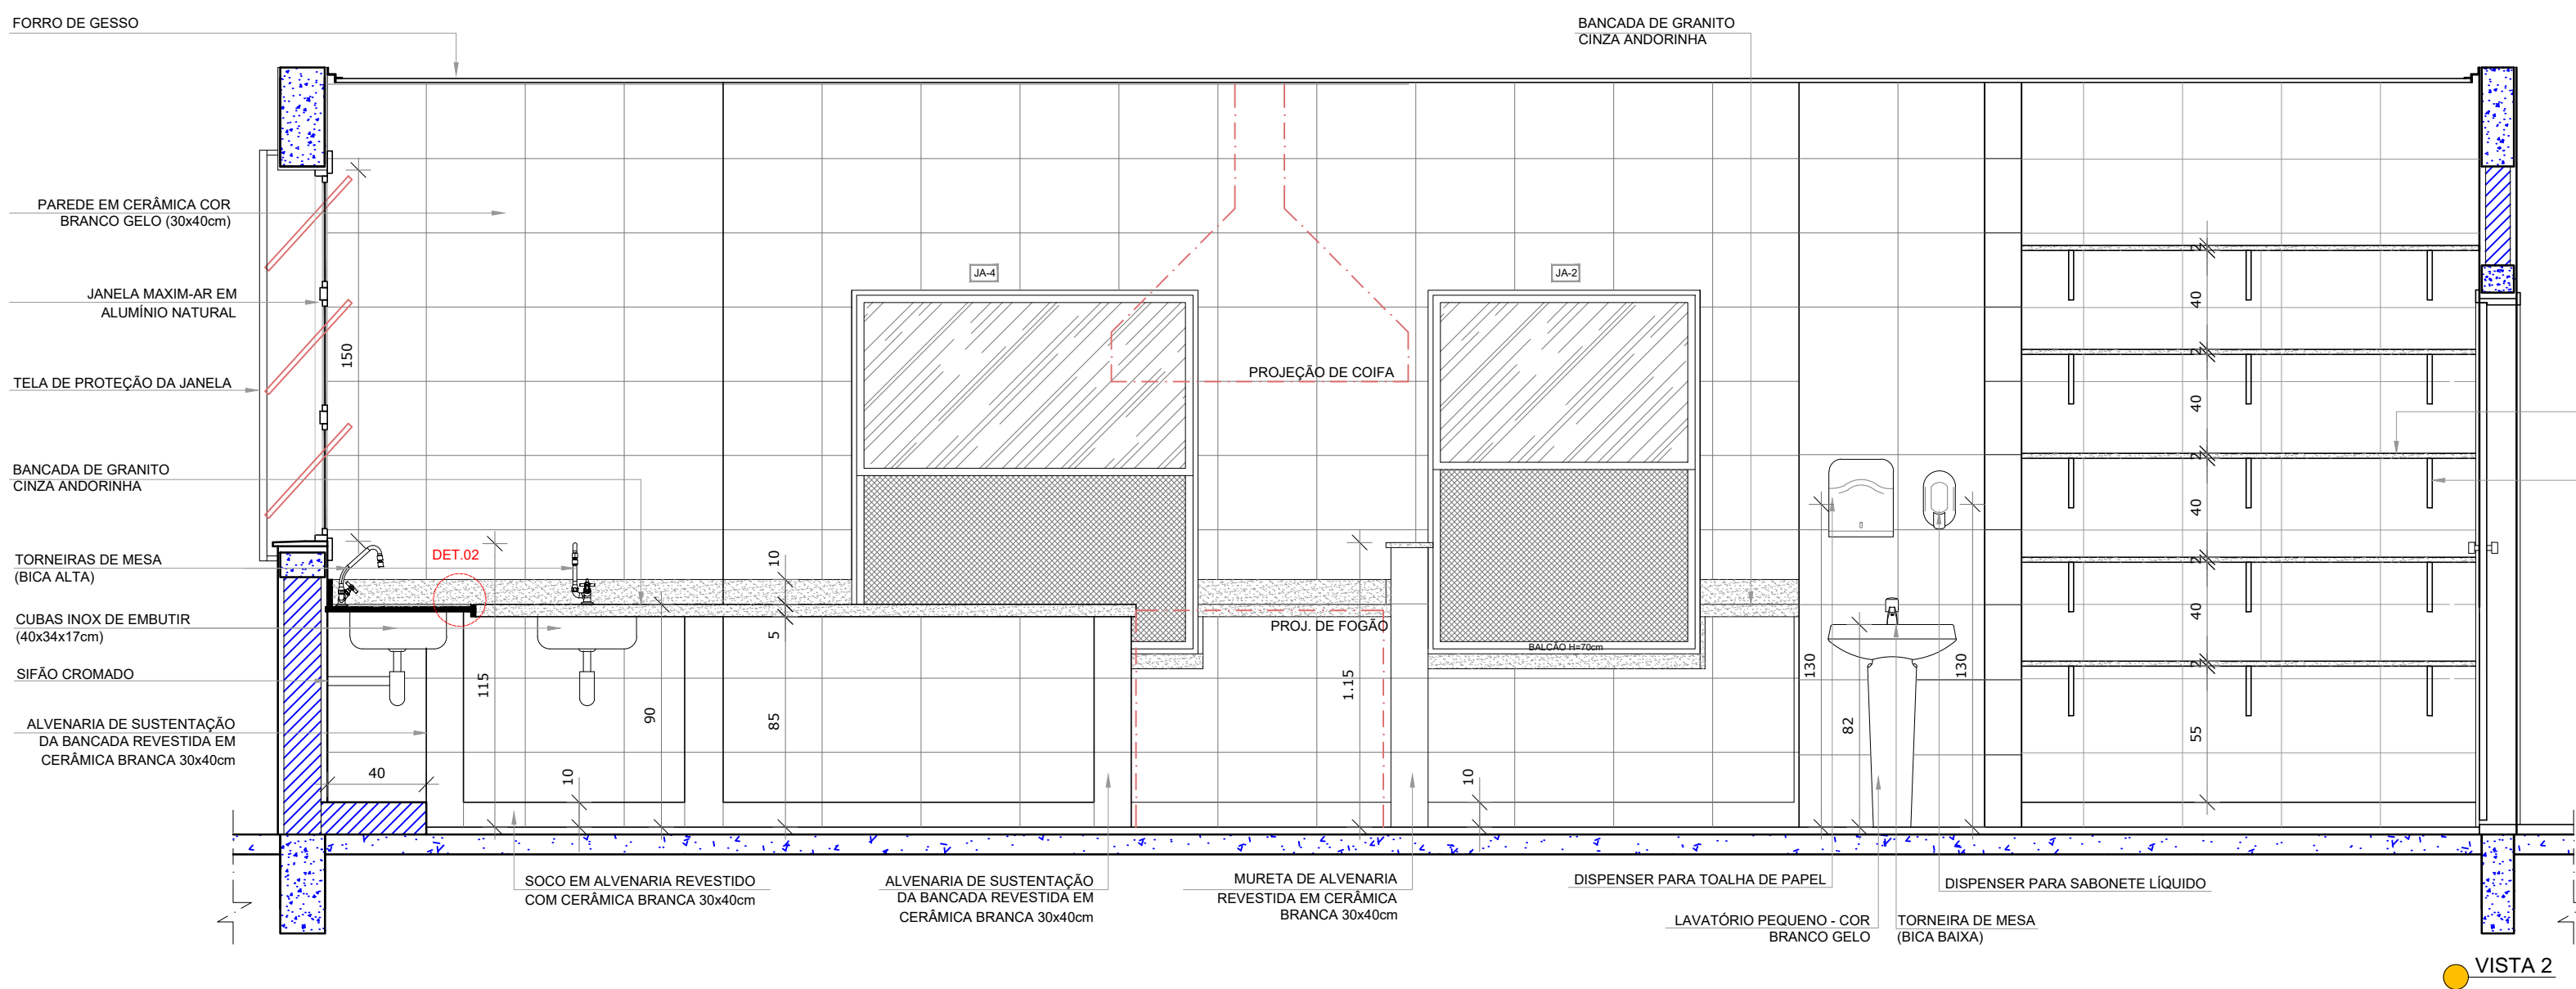 FORRO DE GESSO
BANCADA DE GRANITO
CINZA ANDORINHA
PAREDE EM CERÂMICA COR
BRANCO GELO (30x40cm)
JANELA MAXIM-AR EM
ALUMÍNIO NATURAL
TELA DE PROTEÇÃO DA JANELA
BANCADA DE GRANITO
CINZA ANDORINHA
TORNEIRAS DE MESA
(BICA ALTA)
CUBAS INOX DE EMBUTIR
(40x34x17cm)
SIFÃO CROMADO
ALVENARIA DE SUSTENTAÇÃO
DA BANCADA REVESTIDA EM
CERÂMICA BRANCA 30x40cm
150
DET.02
JA-4
JA-2
PROJEÇÃO DE COIFA
PROJ. DE FOGÃO
BALCÃO H=70cm
40
10
115
90
10
5
85
1.15
10
130
82
130
2
40
2
40
2
40
2
40
2
55
SOCO EM ALVENARIA REVESTIDO
COM CERÂMICA BRANCA 30x40cm
ALVENARIA DE SUSTENTAÇÃO
DA BANCADA REVESTIDA EM
CERÂMICA BRANCA 30x40cm
MURETA DE ALVENARIA
REVESTIDA EM CERÂMICA
BRANCA 30x40cm
DISPENSER PARA TOALHA DE PAPEL
DISPENSER PARA SABONETE LÍQUIDO
LAVATÓRIO PEQUENO - COR
BRANCO GELO
TORNEIRA DE MESA
(BICA BAIXA)
VISTA 2